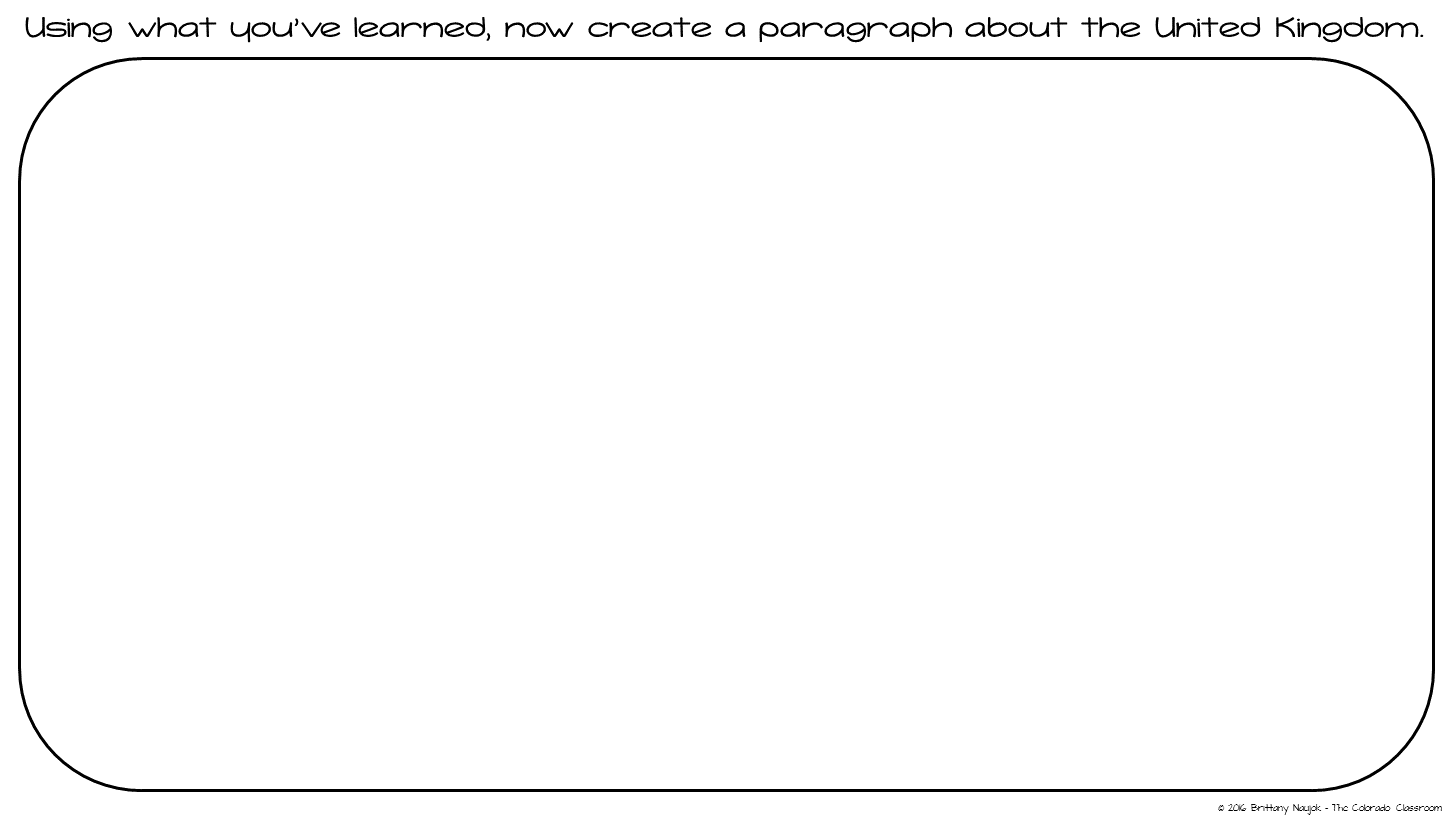 Using what you've learned, now create a paragraph about the United Kingdom.
© 2016 Brittany Naujok - The Colorado Classroom